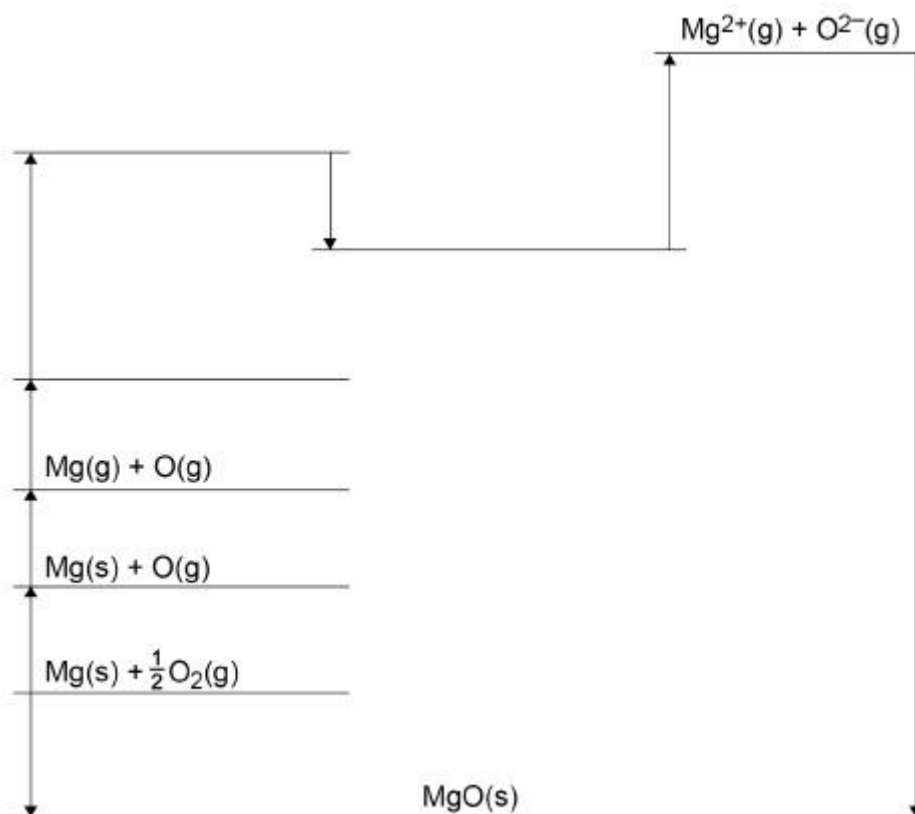 Mg²⁺(g) + O²⁻(g)
Mg(g) + O(g)
Mg(s) + O(g)
Mg(s) + ½O₂(g)
MgO(s)